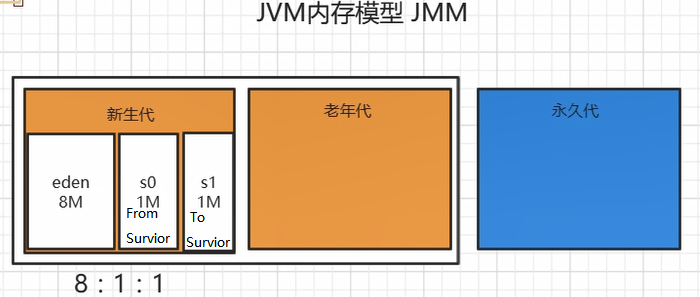 JVM内存模型 JMM
新生代
老年代
永久代
eden
8M
s0
1M
From
Survior
s1
1M
To
Survior
8：1：1